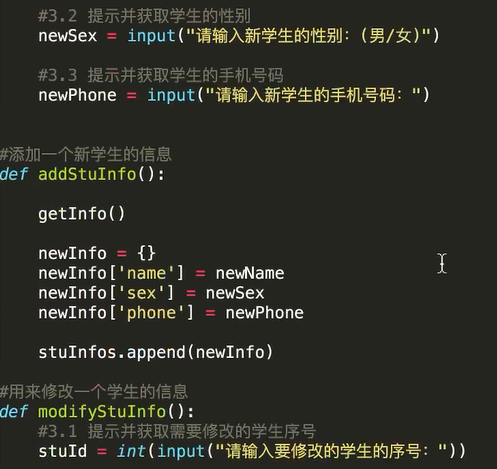 #3.2 提示并获取学生的性别
newSex = input("请输入新学生的性别：(男/女)")
#3.3 提示并获取学生的手机号码
newPhone = input("请输入新学生的手机号码：")
#添加一个新学生的信息
def addStuInfo():
getInfo()
newInfo = {}
newInfo['name'] = newName
newInfo['sex'] = newSex
newInfo['phone'] = newPhone
stuInfos.append(newInfo)
#用来修改一个学生的信息
def modifyStuInfo():
#3.1 提示并获取需要修改的学生序号
stuId = int(input("请输入要修改的学生的序号："))